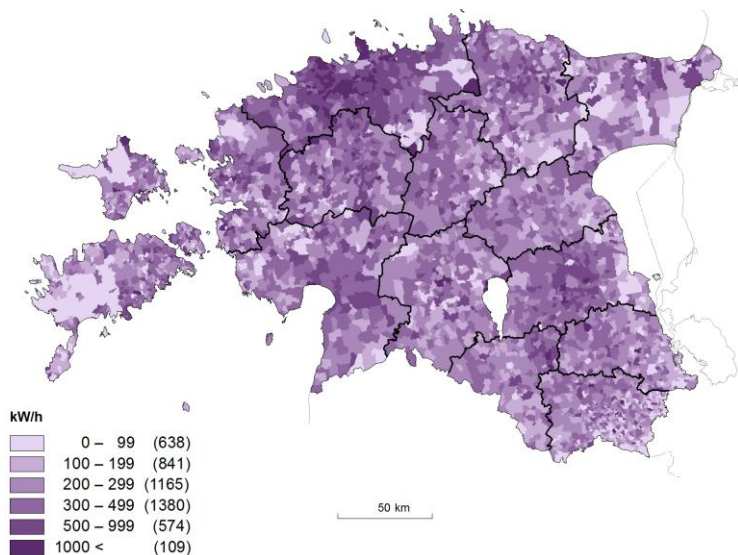 kW/h
0 – 99 (638)
100 – 199 (841)
200 – 299 (1165)
300 – 499 (1380)
500 – 999 (574)
1000 < (109)
50 km